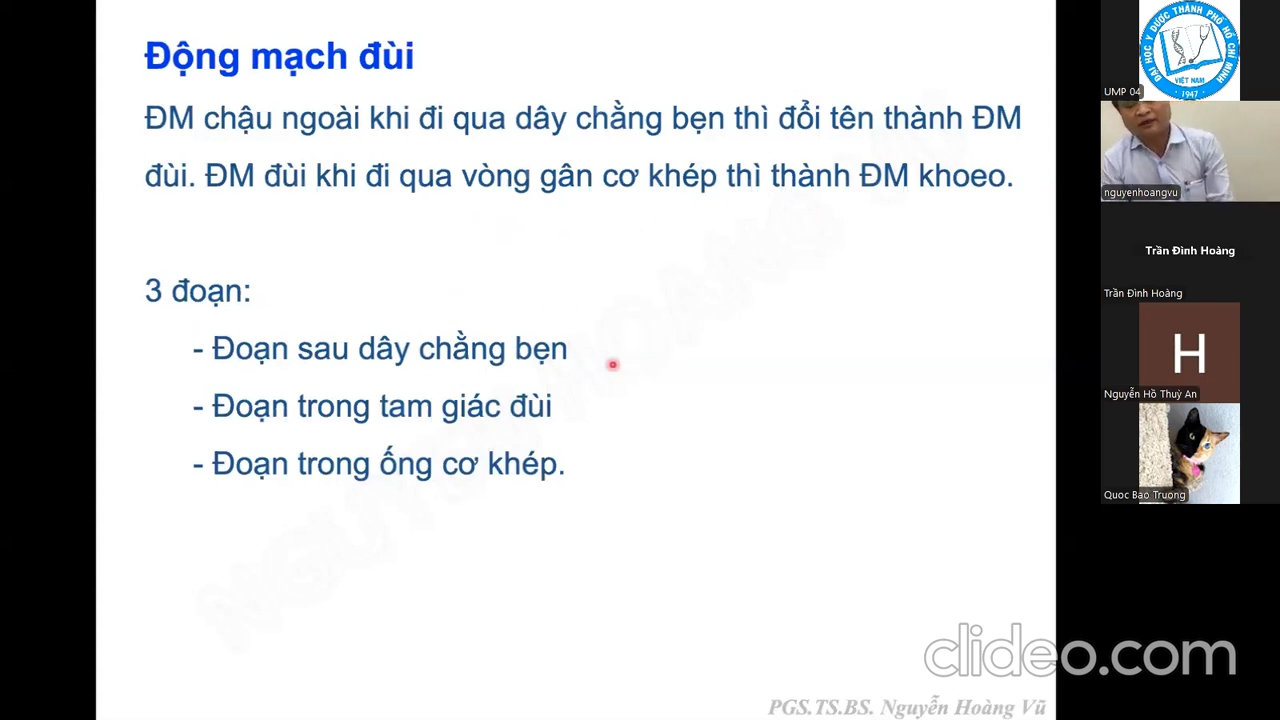 Động mạch đùi
ĐM chậu ngoài khi đi qua dây chằng bẹn thì đổi tên thành ĐM
đùi. ĐM đùi khi đi qua vòng gân cơ khép thì thành ĐM khoeo.
3 đoạn:
- Đoạn sau dây chằng bẹn
- Đoạn trong tam giác đùi
- Đoạn trong ống cơ khép.
NGUYỄN HOÀNG VŨ
PGS.TS.BS. Nguyễn Hoàng Vũ
clideo.com
ĐẠI HỌC Y DƯỢC THÀNH PHỐ HỒ CHÍ MINH
VIỆT NAM
1947
UMP 04
nguyenhoangvu
Trần Đình Hoàng
Trần Đình Hoàng
H
Nguyễn Hồ Thuỳ An
Quoc Bao Truong